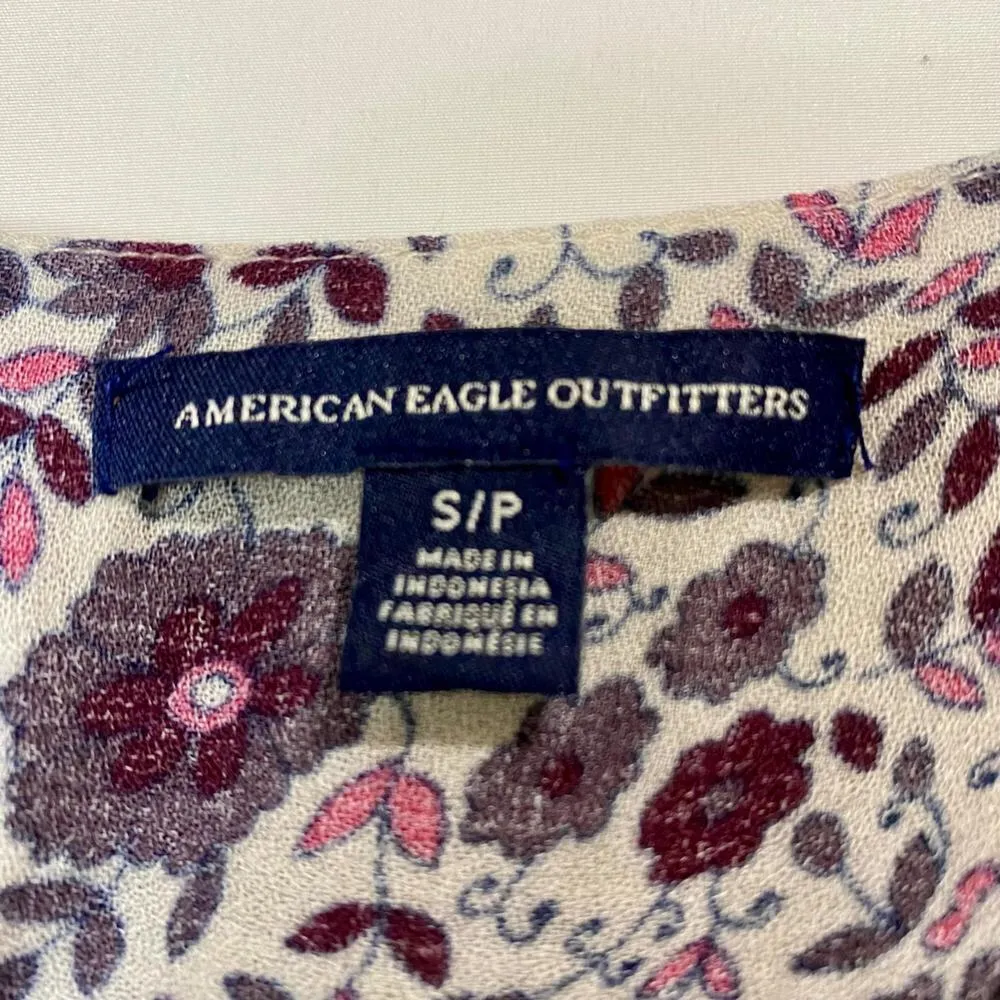 AMERICAN EAGLE OUTFITTERS
S/P
MADE IN
INDONESIA
FABRIQUÉ EN
INDONÉSIE